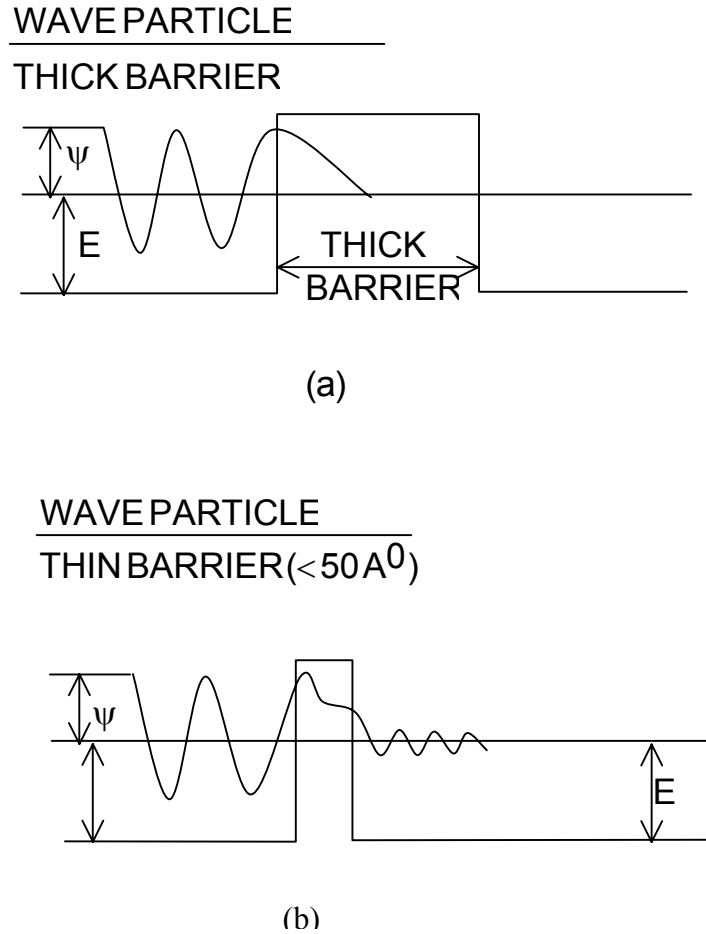 WAVE PARTICLE
THICK BARRIER
ψ
E
THICK
BARRIER
(a)
WAVE PARTICLE
THIN BARRIER (<50 A⁰)
ψ
E
(b)